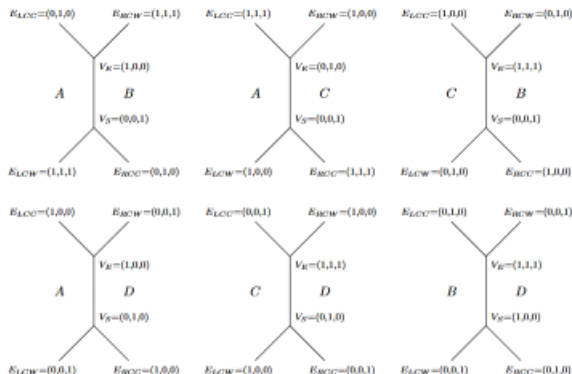 E_LCC=(0,1,0) E_RCW=(1,1,1) E_LCC=(1,1,1) E_RCW=(1,0,0) E_LCC=(1,0,0) E_RCW=(0,1,0)
V_E=(1,0,0) V_E=(0,1,0) V_E=(1,1,1)
A B A C C B
V_S=(0,0,1) V_S=(0,0,1) V_S=(0,0,1)
E_LCW=(1,1,1) E_RCC=(0,1,0) E_LCW=(1,0,0) E_RCC=(1,1,1) E_LCW=(0,1,0) E_RCC=(1,0,0)
E_LCC=(1,0,0) E_RCW=(0,0,1) E_LCC=(0,0,1) E_RCW=(1,0,0) E_LCC=(0,1,0) E_RCW=(0,0,1)
V_E=(1,0,0) V_E=(1,1,1) V_E=(1,1,1)
A D C D B D
V_S=(0,1,0) V_S=(0,1,0) V_S=(1,0,0)
E_LCW=(0,0,1) E_RCC=(1,0,0) E_LCW=(1,0,0) E_RCC=(0,0,1) E_LCW=(0,0,1) E_RCC=(0,1,0)